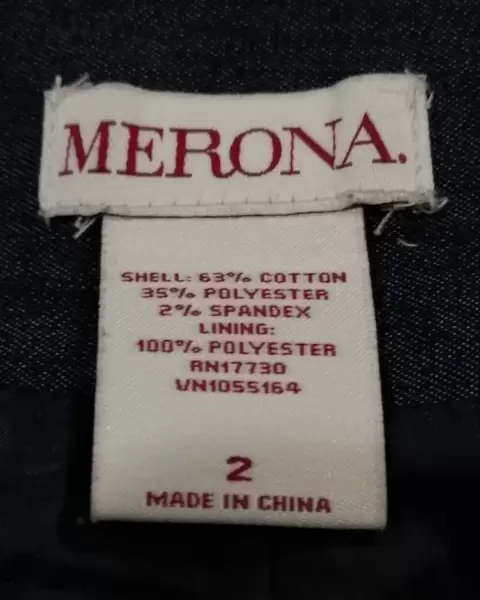 MERONA.
SHELL: 63% COTTON
35% POLYESTER
2% SPANDEX
LINING:
100% POLYESTER
RN17730
VN1055164
2
MADE IN CHINA